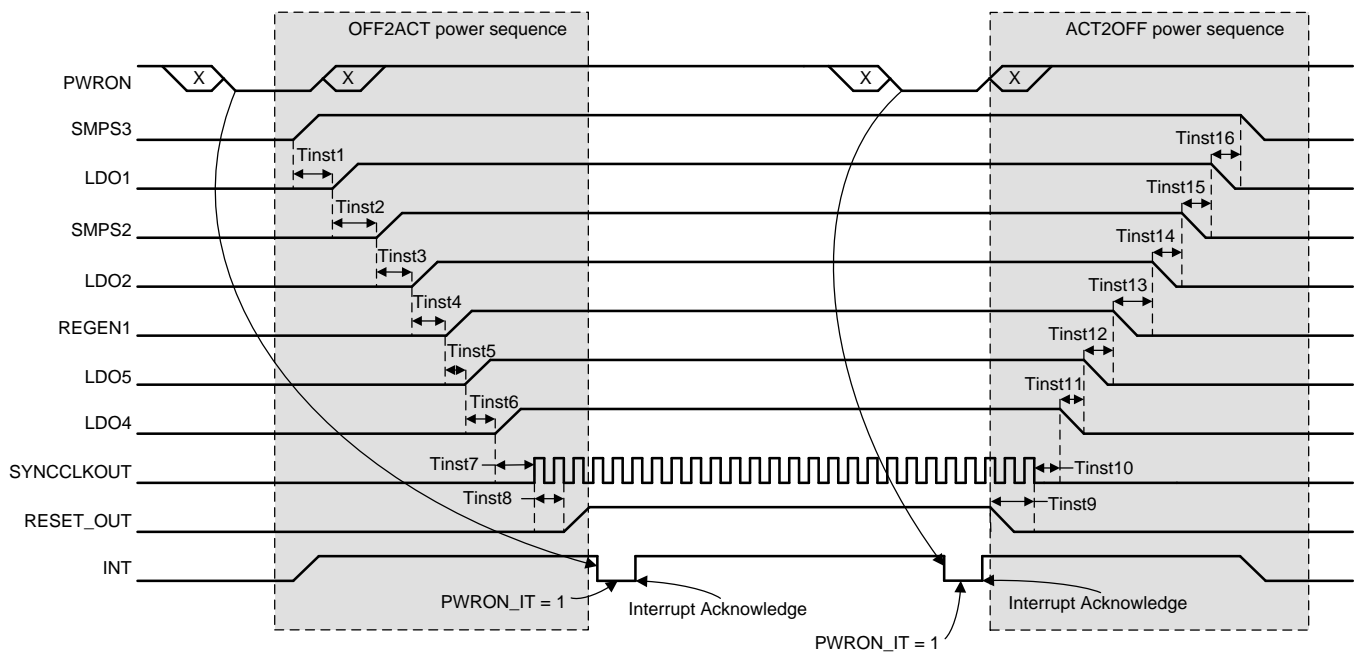 OFF2ACT power sequence
ACT2OFF power sequence
PWRON
X
X
X
X
SMPS3
Tinst1
Tinst16
LDO1
Tinst2
Tinst15
SMPS2
Tinst3
Tinst14
LDO2
Tinst4
Tinst13
REGEN1
Tinst5
Tinst12
LDO5
Tinst6
Tinst11
LDO4
Tinst7
Tinst10
SYNCCLKOUT
Tinst8
Tinst9
RESET_OUT
INT
PWRON_IT = 1
Interrupt Acknowledge
Interrupt Acknowledge
PWRON_IT = 1